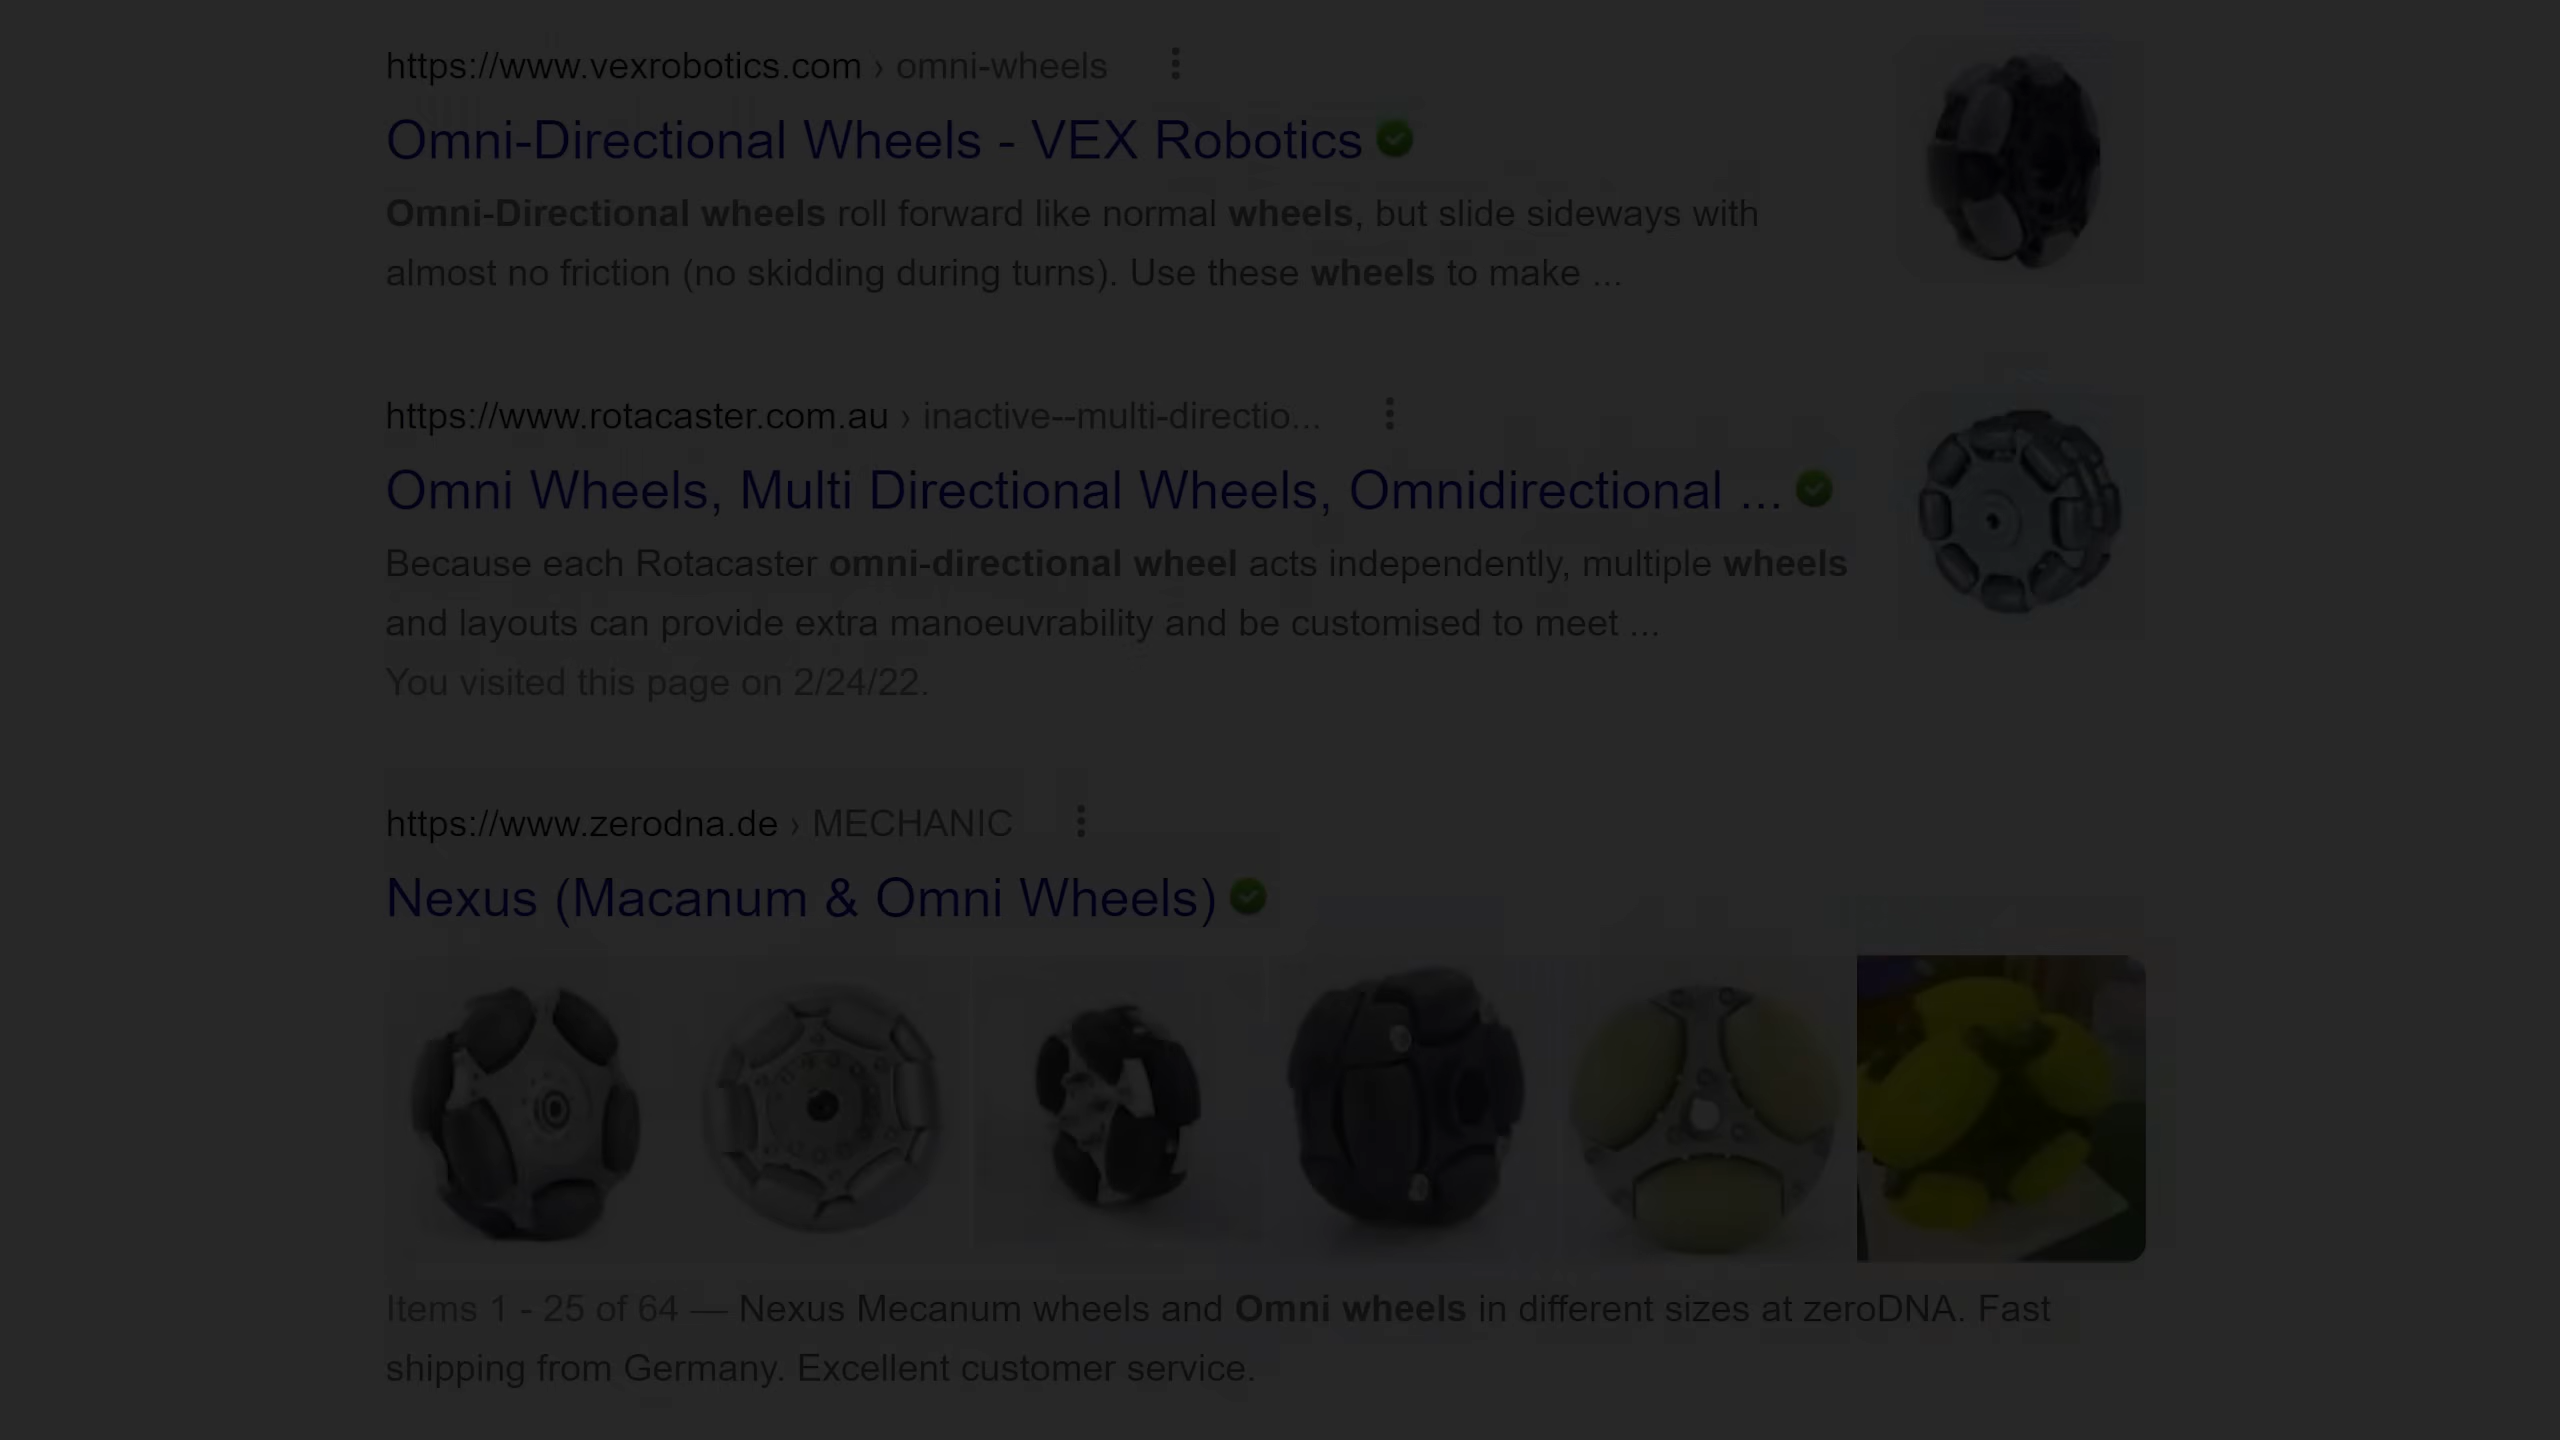 https://www.vexrobotics.com › omni-wheels
Omni-Directional Wheels - VEX Robotics
Omni-Directional wheels roll forward like normal wheels, but slide sideways with
almost no friction (no skidding during turns). Use these wheels to make ...
https://www.rotacaster.com.au › inactive--multi-directio...
Omni Wheels, Multi Directional Wheels, Omnidirectional ...
Because each Rotacaster omni-directional wheel acts independently, multiple wheels
and layouts can provide extra manoeuvrability and be customised to meet ...
You visited this page on 2/24/22.
https://www.zerodna.de › MECHANIC
Nexus (Macanum & Omni Wheels)
Items 1 - 25 of 64 — Nexus Mecanum wheels and Omni wheels in different sizes at zeroDNA. Fast
shipping from Germany. Excellent customer service.